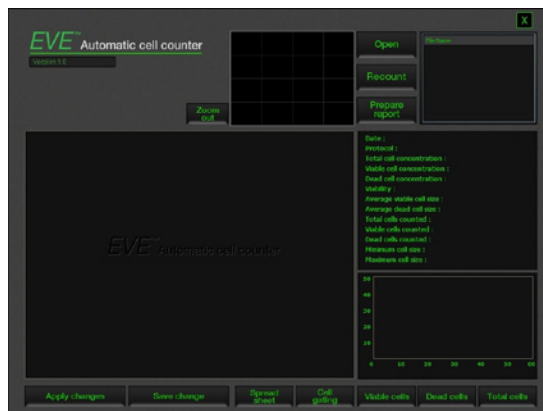 X
EVE™ Automatic cell counter
Version 1.0
Open
File Name
Recount
Prepare
report
Zoom
out
Date :
Protocol :
Total cell concentration :
Viable cell concentration :
Dead cell concentration :
Viability :
Average viable cell size :
Average dead cell size :
Total cells counted :
Viable cells counted :
Dead cells counted :
Minimum cell size :
Maximum cell size :
EVE™ Automatic cell counter
50
40
30
20
10
0 10 20 30 40 50 60
Apply changes
Save change
Spread
sheet
Cell
gating
Viable cells
Dead cells
Total cells